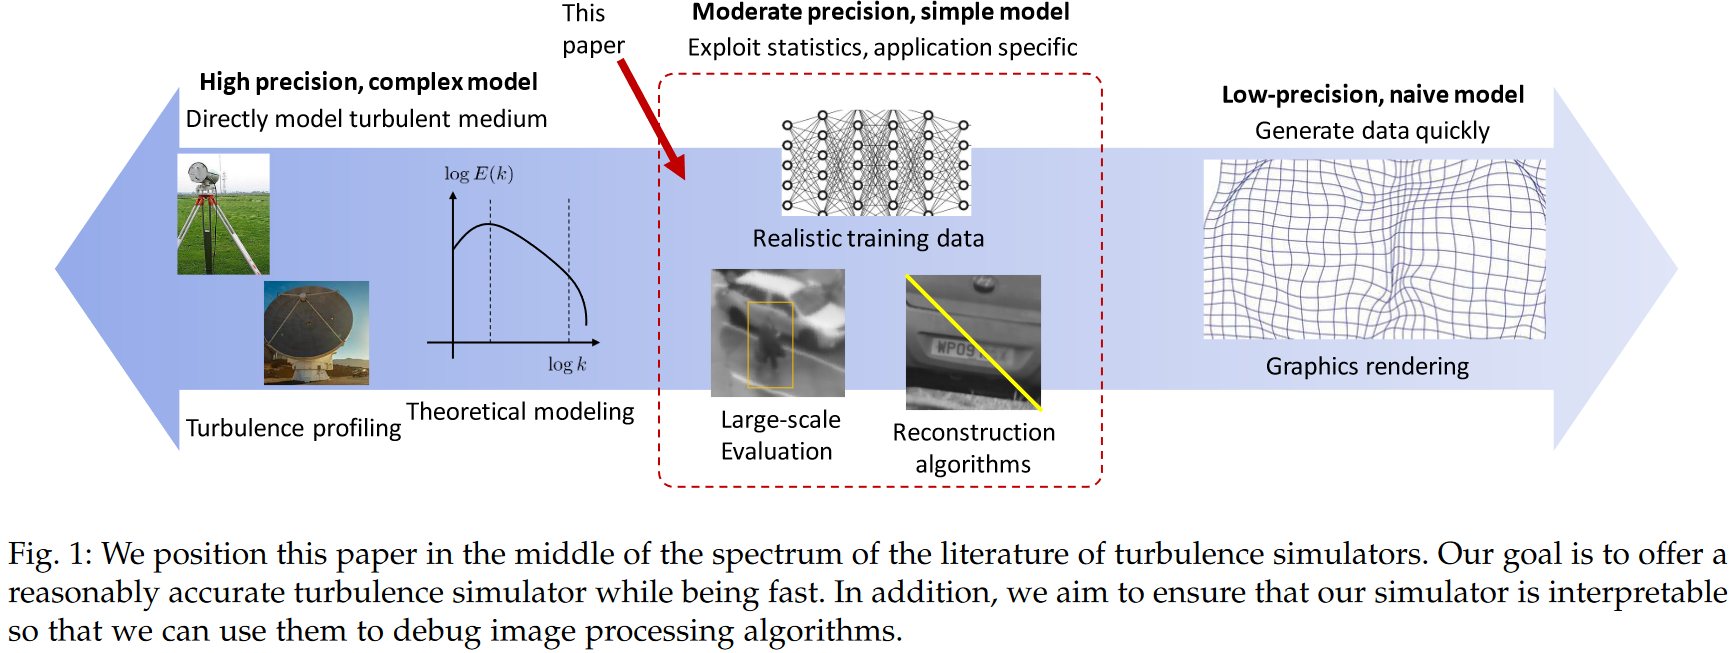 This
paper
Moderate precision, simple model
Exploit statistics, application specific
High precision, complex model
Directly model turbulent medium
Low-precision, naive model
Generate data quickly
log E(k)
log k
Turbulence profiling
Theoretical modeling
Realistic training data
WP09
Large-scale
Evaluation
Reconstruction
algorithms
Graphics rendering
Fig. 1: We position this paper in the middle of the spectrum of the literature of turbulence simulators. Our goal is to offer a
reasonably accurate turbulence simulator while being fast. In addition, we aim to ensure that our simulator is interpretable
so that we can use them to debug image processing algorithms.